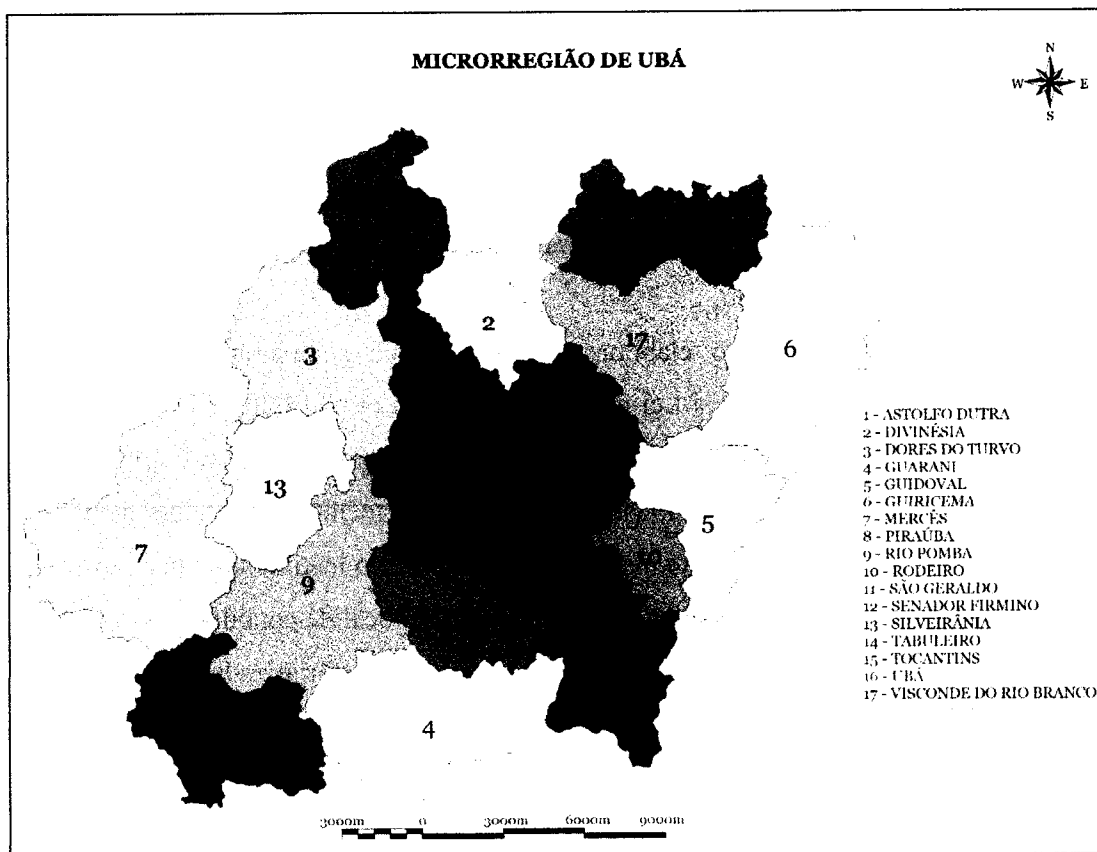 MICRORREGIÃO DE UBÁ
N
W E
S
2
17
3
6
13
5
7
10
9
4
1 - ASTOLFO DUTRA
2 - DIVINÉSIA
3 - DORES DO TURVO
4 - GUARANI
5 - GUIDOVAL
6 - GUIRICEMA
7 - MERCÊS
8 - PIRAÚBA
9 - RIO POMBA
10 - RODEIRO
11 - SÃO GERALDO
12 - SENADOR FIRMINO
13 - SILVEIRÂNIA
14 - TABULEIRO
15 - TOCANTINS
16 - UBÁ
17 - VISCONDE DO RIO BRANCO
3000m 0 3000m 6000m 9000m